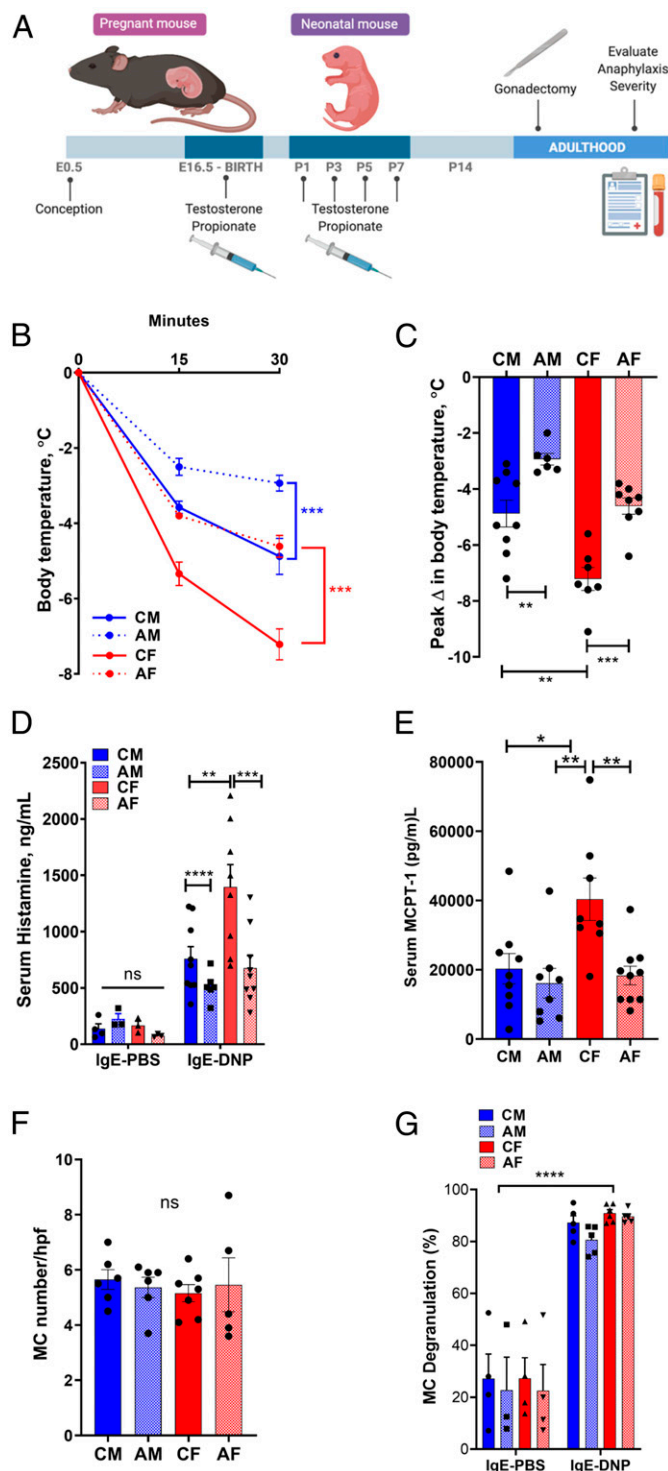 A
Pregnant mouse
Neonatal mouse
Gonadectomy
Evaluate
Anaphylaxis
Severity
ADULTHOOD
E0.5
E16.5 - BIRTH
P1
P3
P5
P7
P14
Conception
Testosterone
Propionate
Testosterone
Propionate
B
Minutes
0
15
30
0
-2
-4
-6
-8
Body temperature, °C
***
***
CM
AM
CF
AF
C
CM
AM
CF
AF
0
-2
-4
-6
-8
-10
Peak Δ in body temperature, °C
**
***
**
D
CM
AM
CF
AF
2500
2000
1500
1000
500
0
Serum Histamine, ng/mL
ns
****
**
***
IgE-PBS
IgE-DNP
E
80000
60000
40000
20000
0
Serum MCPT-1 (pg/m)L
*
**
**
CM
AM
CF
AF
F
10
8
6
4
2
0
MC number/hpf
ns
CM
AM
CF
AF
G
CM
AM
CF
AF
100
80
60
40
20
0
MC Degranulation (%)
****
IgE-PBS
IgE-DNP